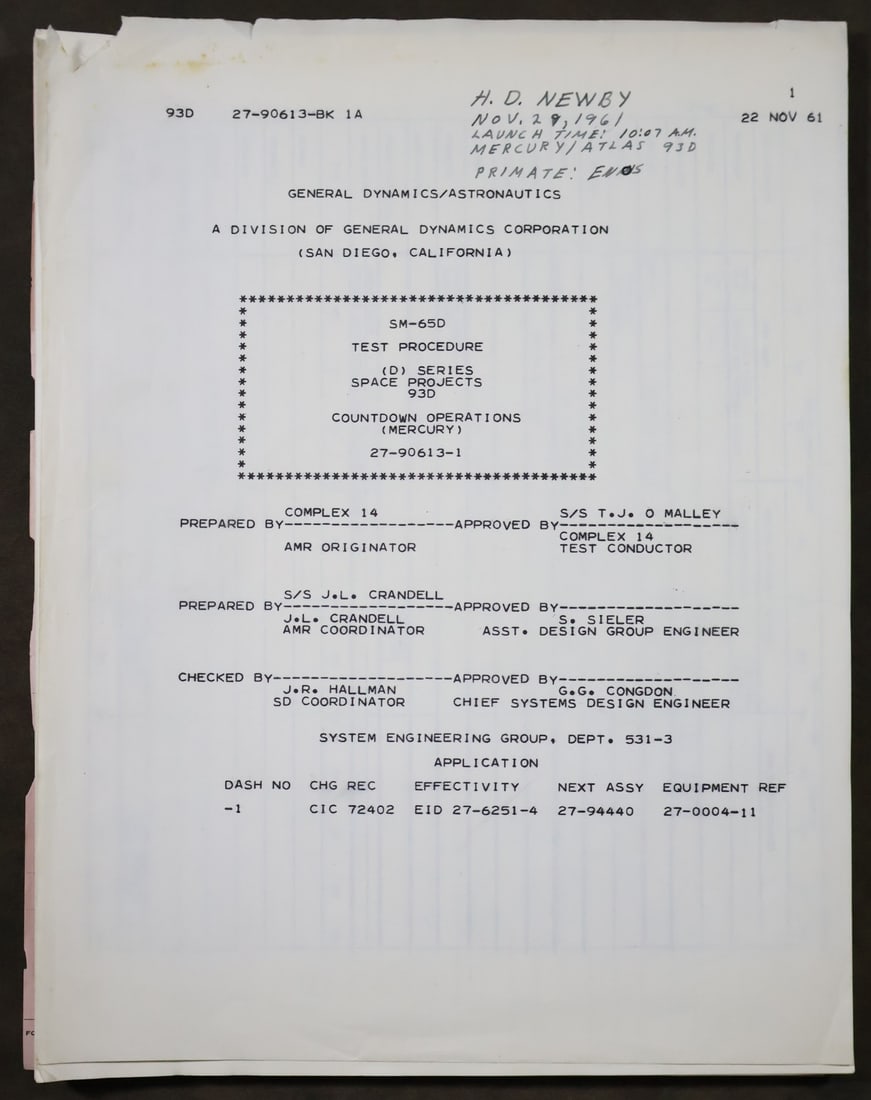 1
93D 27-90613-BK 1A
22 NOV 61
H. D. NEWBY
NOV. 29, 1961
LAUNCH TIME: 10:07 A.M.
MERCURY/ATLAS 93D
PRIMATE: ENOS
GENERAL DYNAMICS/ASTRONAUTICS
A DIVISION OF GENERAL DYNAMICS CORPORATION
(SAN DIEGO, CALIFORNIA)
**************************************
SM-65D
TEST PROCEDURE
(D) SERIES
SPACE PROJECTS
93D
COUNTDOWN OPERATIONS
(MERCURY)
27-90613-1
**************************************
COMPLEX 14 S/S T.J. O MALLEY
PREPARED BY------------------APPROVED BY-------------------
COMPLEX 14
AMR ORIGINATOR TEST CONDUCTOR
S/S J.L. CRANDELL
PREPARED BY------------------APPROVED BY-------------------
J.L. CRANDELL S. SIELER
AMR COORDINATOR ASST. DESIGN GROUP ENGINEER
CHECKED BY-------------------APPROVED BY-------------------
J.R. HALLMAN G.G. CONGDON
SD COORDINATOR CHIEF SYSTEMS DESIGN ENGINEER
SYSTEM ENGINEERING GROUP, DEPT. 531-3
APPLICATION
DASH NO CHG REC EFFECTIVITY NEXT ASSY EQUIPMENT REF
-1 CIC 72402 EID 27-6251-4 27-94440 27-0004-11